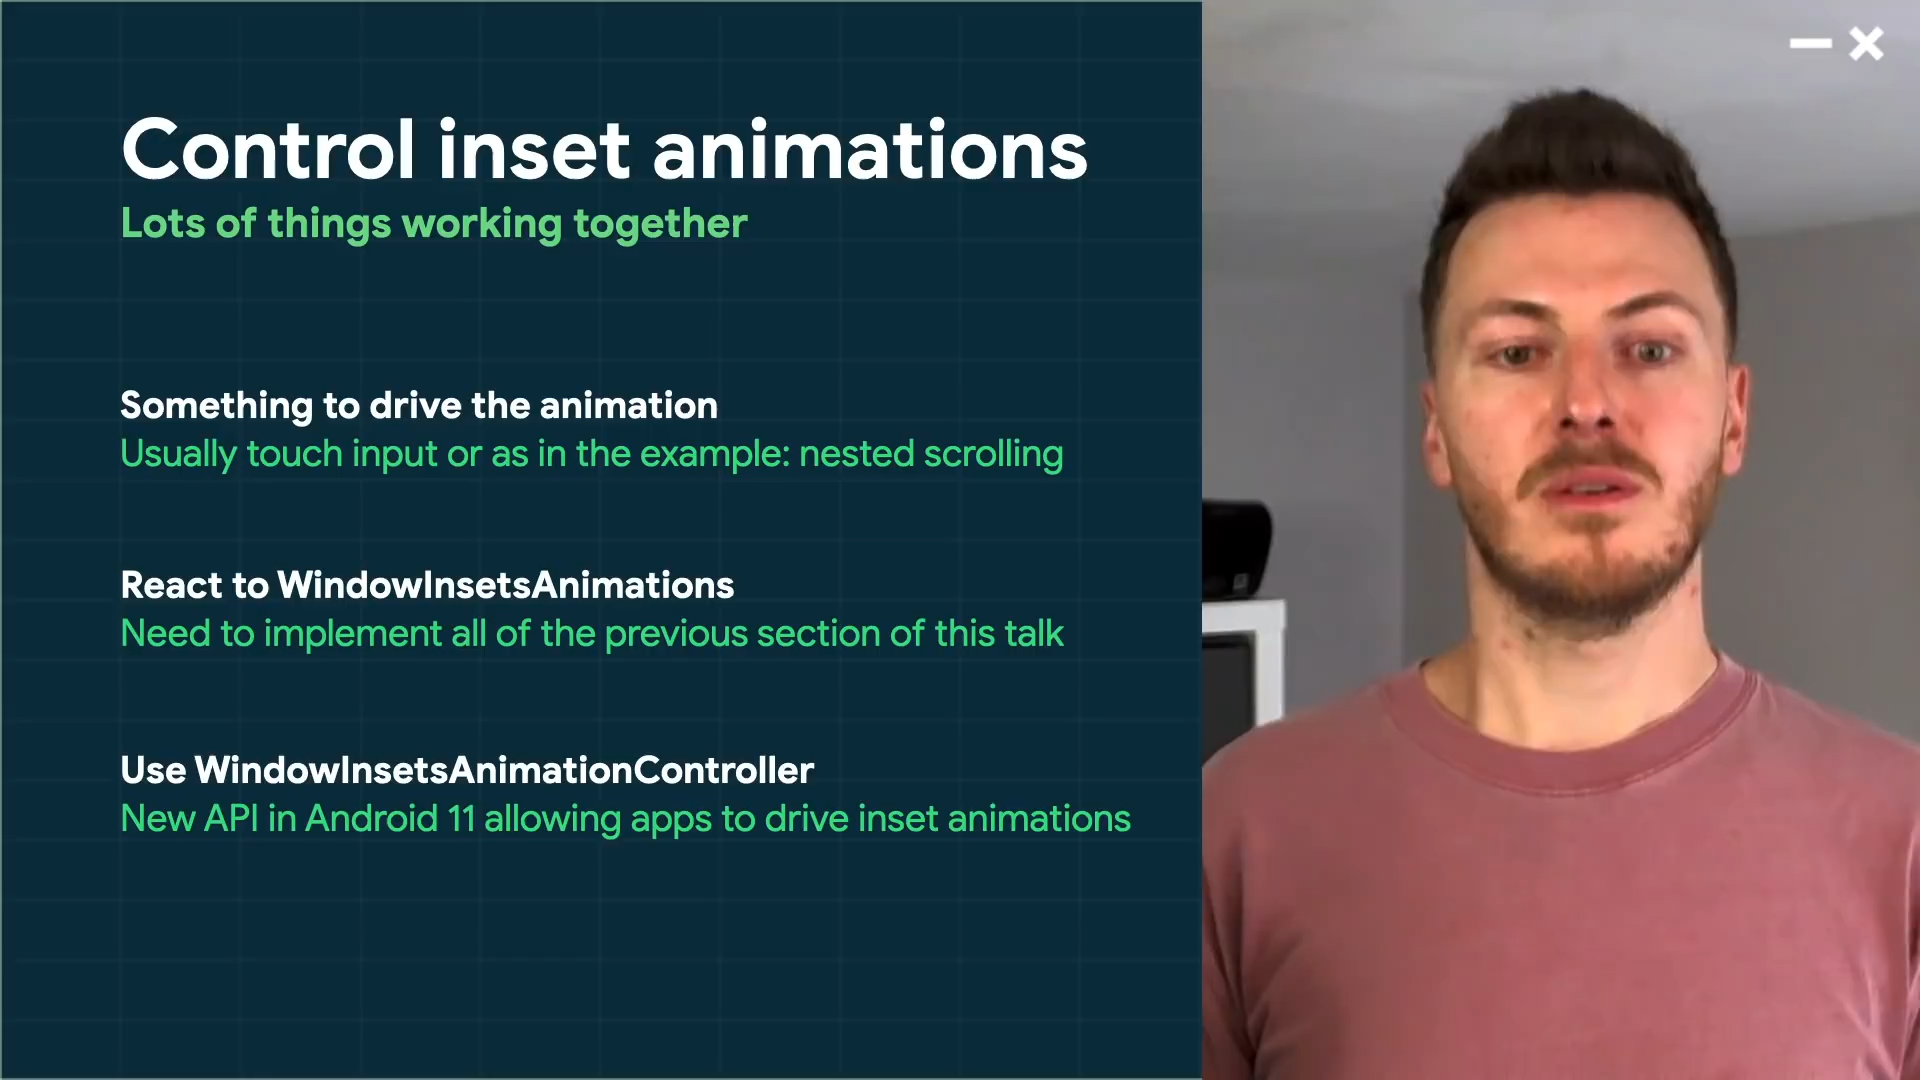 Control inset animations
Lots of things working together
Something to drive the animation
Usually touch input or as in the example: nested scrolling
React to WindowInsetsAnimations
Need to implement all of the previous section of this talk
Use WindowInsetsAnimationController
New API in Android 11 allowing apps to drive inset animations